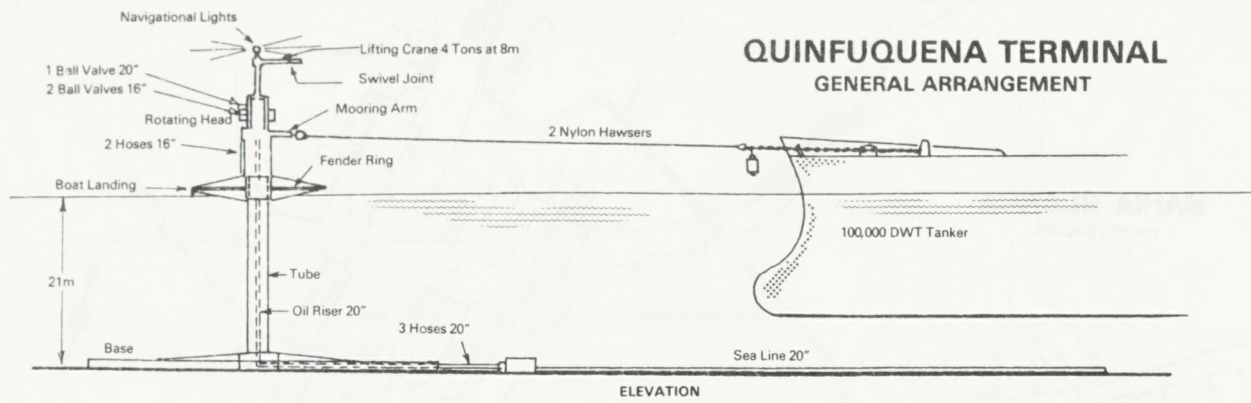 Navigational Lights
QUINFUQUENA TERMINAL
GENERAL ARRANGEMENT
Lifting Crane 4 Tons at 8m
1 Ball Valve 20"
Swivel Joint
2 Ball Valves 16"
Mooring Arm
Rotating Head
2 Nylon Hawsers
2 Hoses 16"
Fender Ring
Boat Landing
100,000 DWT Tanker
21m
Tube
Oil Riser 20"
3 Hoses 20"
Base
Sea Line 20"
ELEVATION